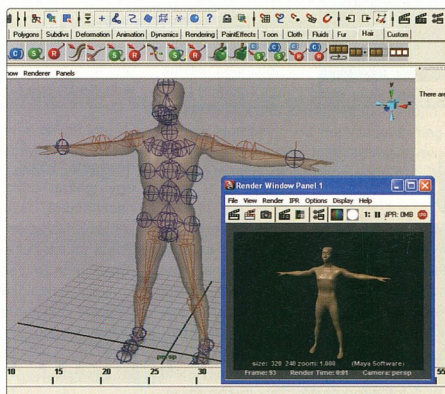 Polygons Subdivs Deformation Animation Dynamics Rendering PaintEffects Toon Cloth Fluids Fur Hair Custom
how Renderer Panels
There are
y
Render Window Panel 1
File View Render IPR Options Display Help
1:1 IPR: 0MB
persp
size: 320 240 zoom: 1.000 (Maya Software)
Frame: 93 Render Time: 0:01 Camera: persp
10 15 20 25 30 55